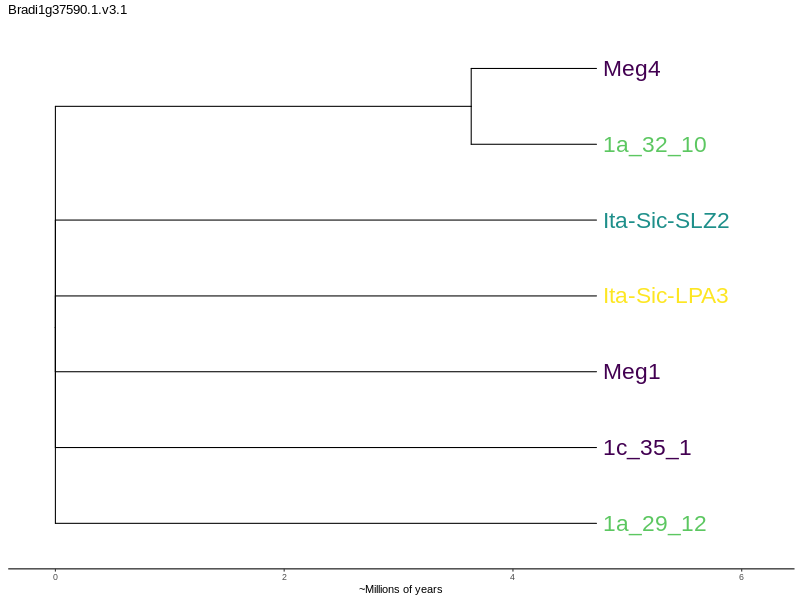 Bradi1g37590.1.v3.1
Meg4
1a_32_10
Ita-Sic-SLZ2
Ita-Sic-LPA3
Meg1
1c_35_1
1a_29_12
0 2 4 6
~Millions of years